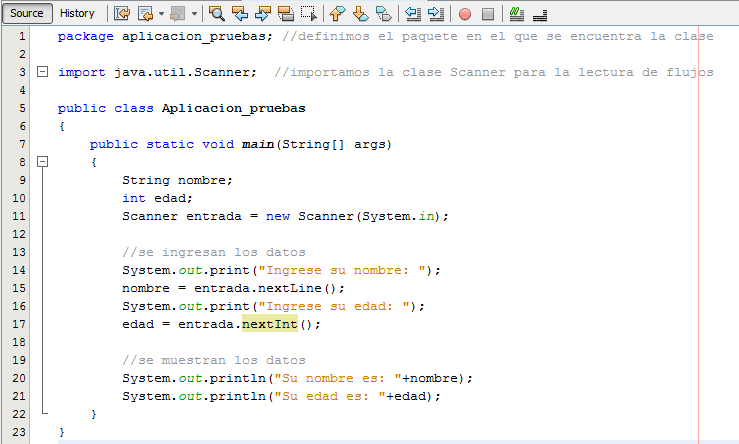 Source History
1 package aplicacion_pruebas; //definimos el paquete en el que se encuentra la clase
2
3 import java.util.Scanner;  //importamos la clase Scanner para la lectura de flujos
4
5 public class Aplicacion_pruebas
6 {
7     public static void main(String[] args)
8     {
9         String nombre;
10         int edad;
11         Scanner entrada = new Scanner(System.in);
12
13         //se ingresan los datos
14         System.out.print("Ingrese su nombre: ");
15         nombre = entrada.nextLine();
16         System.out.print("Ingrese su edad: ");
17         edad = entrada.nextInt();
18
19         //se muestran los datos
20         System.out.println("Su nombre es: "+nombre);
21         System.out.println("Su edad es: "+edad);
22     }
23 }